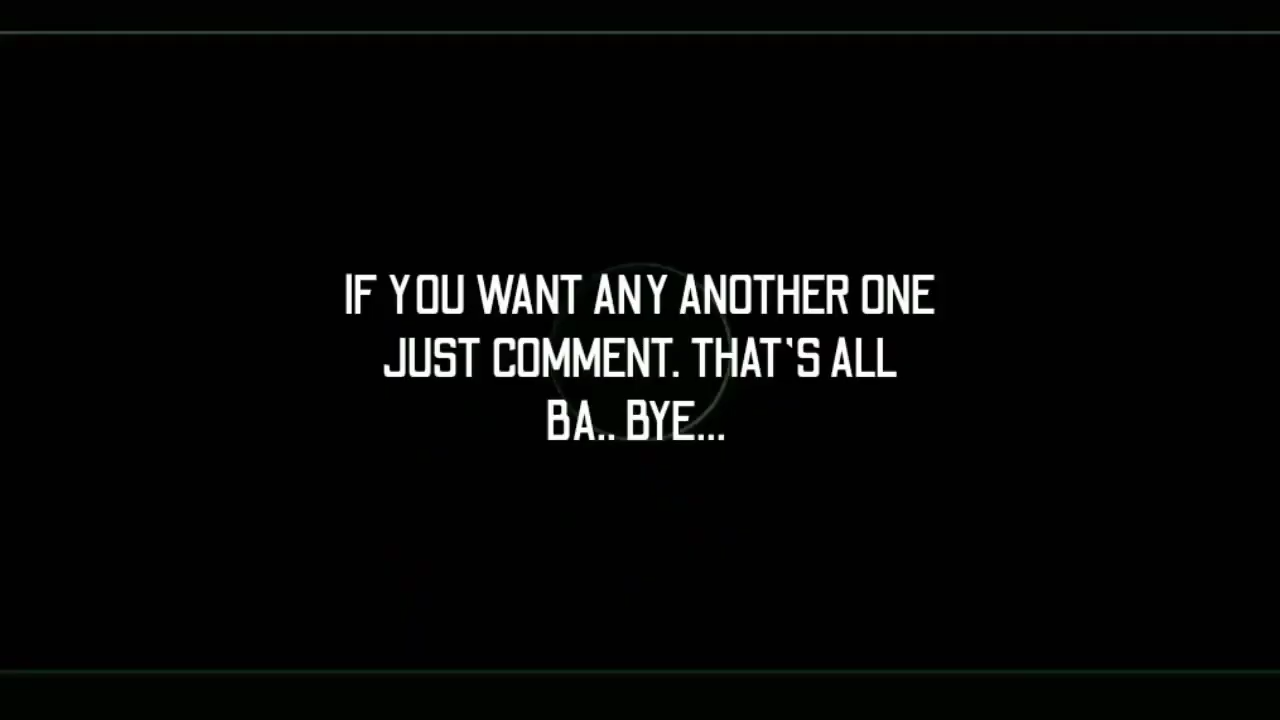 IF YOU WANT ANY ANOTHER ONE
JUST COMMENT. THAT'S ALL
BA.. BYE...